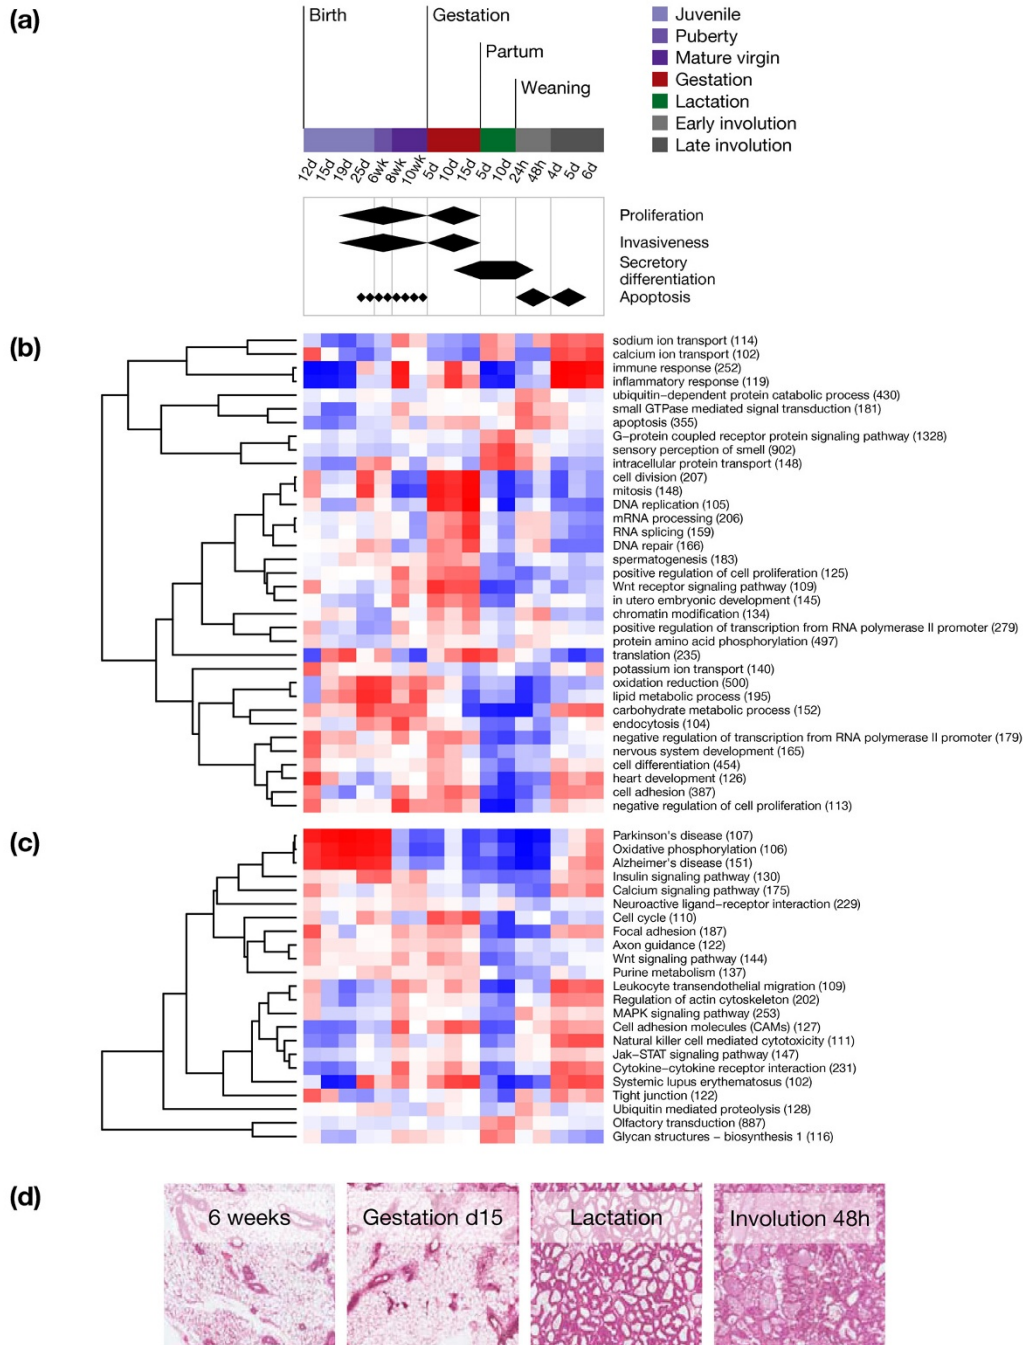 (a)
Birth
Gestation
Partum
Weaning
Juvenile
Puberty
Mature virgin
Gestation
Lactation
Early involution
Late involution
12d
15d
19d
25d
6wk
8wk
10wk
5d
10d
15d
5d
10d
24h
48h
4d
5d
6d
Proliferation
Invasiveness
Secretory
differentiation
Apoptosis
(b)
sodium ion transport (114)
calcium ion transport (102)
immune response (252)
inflammatory response (119)
ubiquitin-dependent protein catabolic process (430)
small GTPase mediated signal transduction (181)
apoptosis (355)
G-protein coupled receptor protein signaling pathway (1328)
sensory perception of smell (902)
intracellular protein transport (148)
cell division (207)
mitosis (148)
DNA replication (105)
mRNA processing (206)
RNA splicing (159)
DNA repair (166)
spermatogenesis (183)
positive regulation of cell proliferation (125)
Wnt receptor signaling pathway (109)
in utero embryonic development (145)
chromatin modification (134)
positive regulation of transcription from RNA polymerase II promoter (279)
protein amino acid phosphorylation (497)
translation (235)
potassium ion transport (140)
oxidation reduction (500)
lipid metabolic process (195)
carbohydrate metabolic process (152)
endocytosis (104)
negative regulation of transcription from RNA polymerase II promoter (179)
nervous system development (165)
cell differentiation (454)
heart development (126)
cell adhesion (387)
negative regulation of cell proliferation (113)
(c)
Parkinson's disease (107)
Oxidative phosphorylation (106)
Alzheimer's disease (151)
Insulin signaling pathway (130)
Calcium signaling pathway (175)
Neuroactive ligand-receptor interaction (229)
Cell cycle (110)
Focal adhesion (187)
Axon guidance (122)
Wnt signaling pathway (144)
Purine metabolism (137)
Leukocyte transendothelial migration (109)
Regulation of actin cytoskeleton (202)
MAPK signaling pathway (253)
Cell adhesion molecules (CAMs) (127)
Natural killer cell mediated cytotoxicity (111)
Jak-STAT signaling pathway (147)
Cytokine-cytokine receptor interaction (231)
Systemic lupus erythematosus (102)
Tight junction (122)
Ubiquitin mediated proteolysis (128)
Olfactory transduction (887)
Glycan structures - biosynthesis 1 (116)
(d)
6 weeks
Gestation d15
Lactation
Involution 48h